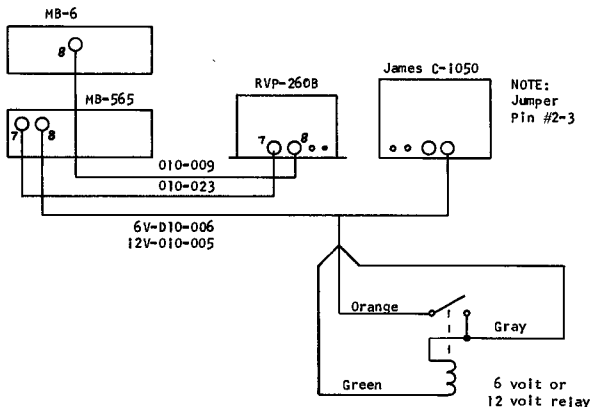 MB-6
8
MB-565
7 8
RVP-260B
7 8
James C-1050
NOTE:
Jumper
Pin #2-3
010-009
010-023
6V-D10-006
12V-010-005
Orange
Gray
Green
6 volt or
12 volt relay